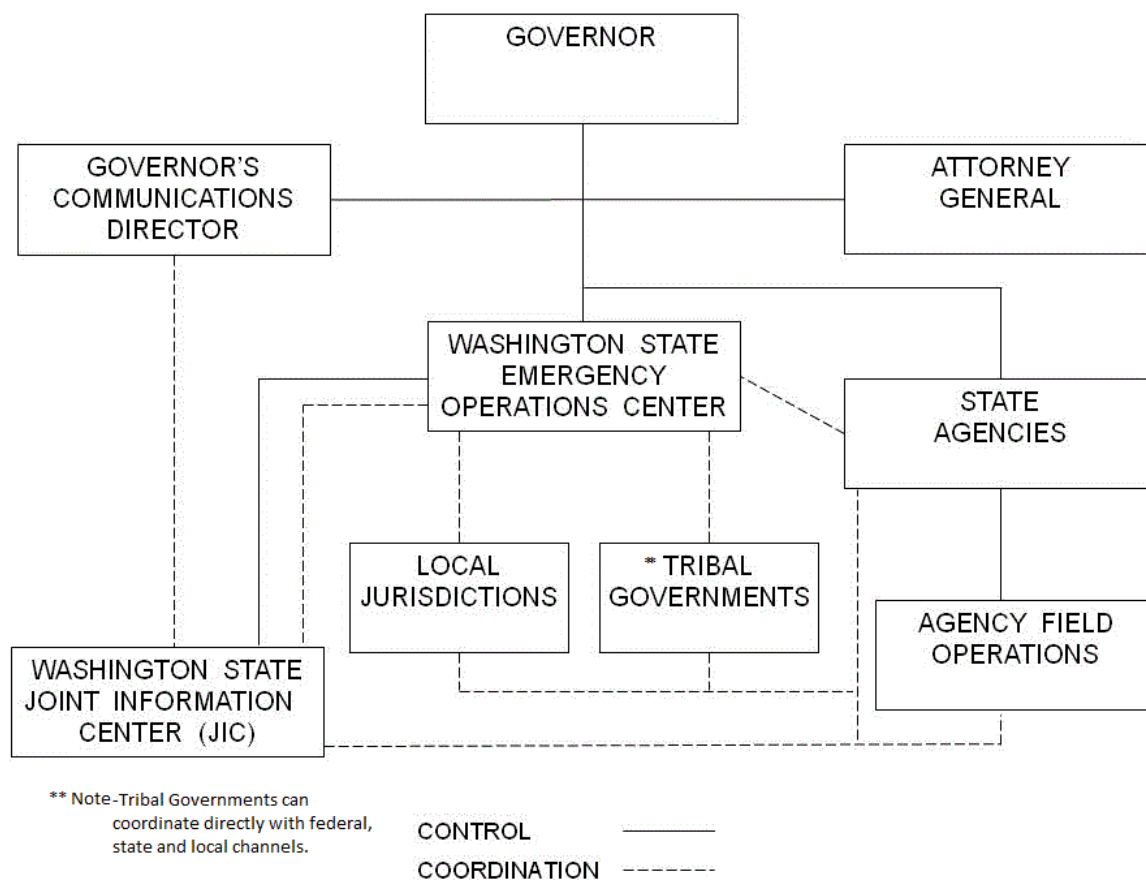 GOVERNOR
GOVERNOR'S
COMMUNICATIONS
DIRECTOR
ATTORNEY
GENERAL
WASHINGTON STATE
EMERGENCY
OPERATIONS CENTER
STATE
AGENCIES
LOCAL
JURISDICTIONS
** TRIBAL
GOVERNMENTS
AGENCY FIELD
OPERATIONS
WASHINGTON STATE
JOINT INFORMATION
CENTER (JIC)
** Note-Tribal Governments can
coordinate directly with federal,
state and local channels.
CONTROL
COORDINATION